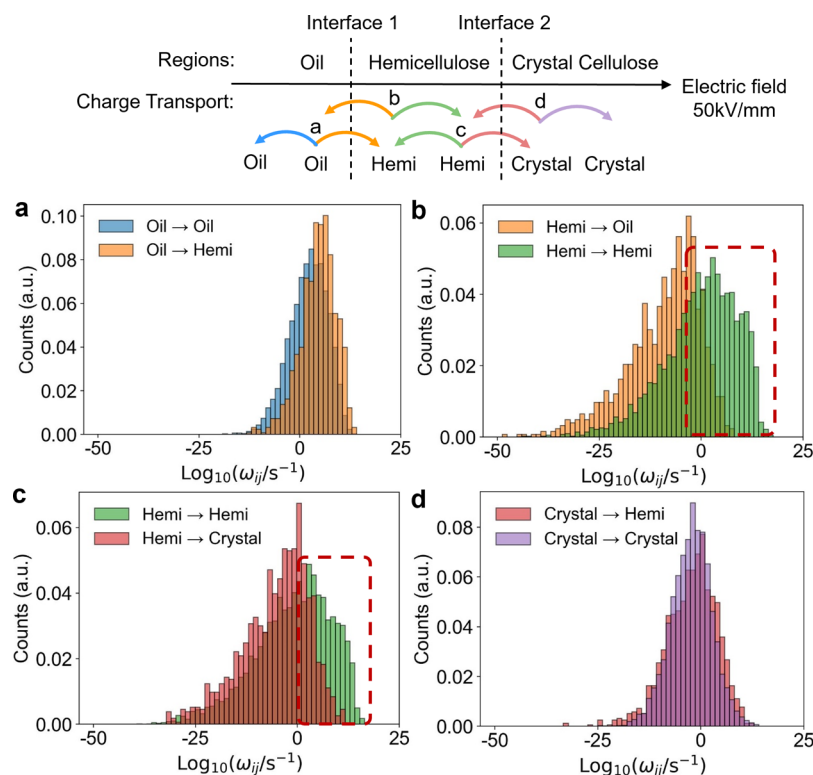 Interface 1 Interface 2
Regions: Oil Hemicellulose Crystal Cellulose
Electric field
50kV/mm
Charge Transport:
b d
a c
Oil Oil Hemi Hemi Crystal Crystal
a
Oil → Oil
Oil → Hemi
Counts (a.u.)
0.10
0.08
0.06
0.04
0.02
0.00
-50 -25 0 25
Log₁₀(ωᵢⱼ/s⁻¹)
b
Hemi → Oil
Hemi → Hemi
Counts (a.u.)
0.06
0.04
0.02
0.00
-50 -25 0 25
Log₁₀(ωᵢⱼ/s⁻¹)
c
Hemi → Hemi
Hemi → Crystal
Counts (a.u.)
0.06
0.04
0.02
0.00
-50 -25 0 25
Log₁₀(ωᵢⱼ/s⁻¹)
d
Crystal → Hemi
Crystal → Crystal
Counts (a.u.)
0.08
0.06
0.04
0.02
0.00
-50 -25 0 25
Log₁₀(ωᵢⱼ/s⁻¹)